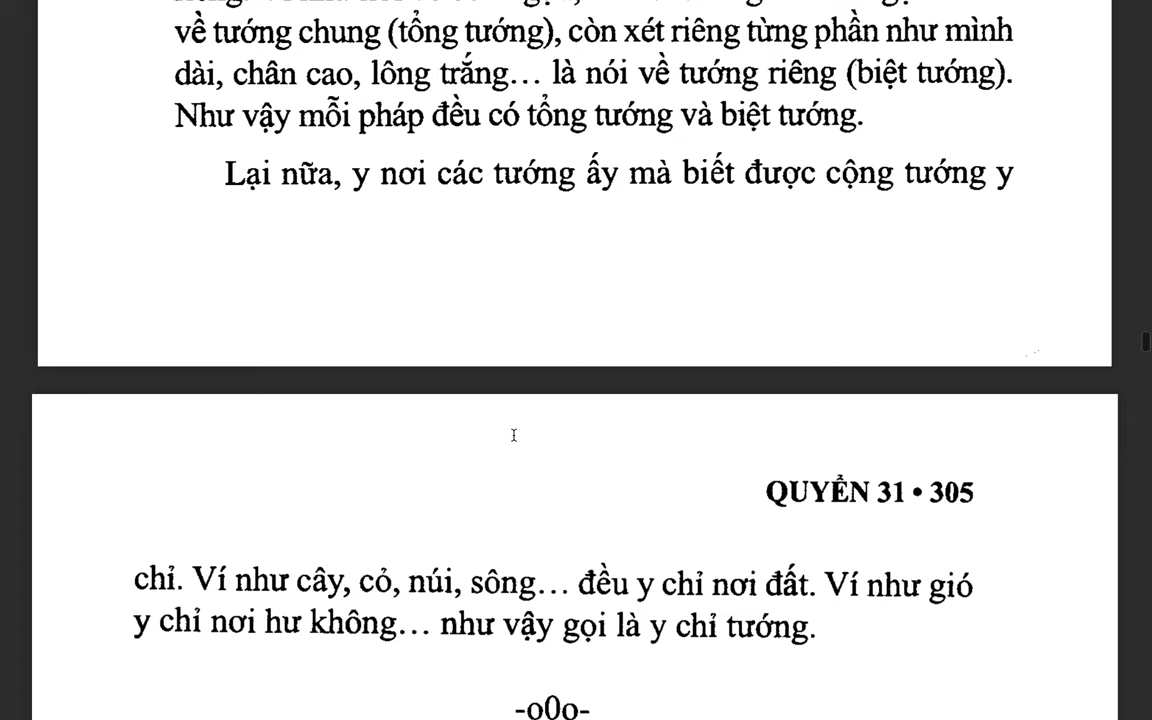 về tướng chung (tổng tướng), còn xét riêng từng phần như mình
dài, chân cao, lông trắng... là nói về tướng riêng (biệt tướng).
Như vậy mỗi pháp đều có tổng tướng và biệt tướng.
Lại nữa, y nơi các tướng ấy mà biết được cộng tướng y
QUYỂN 31 • 305
chỉ. Ví như cây, cỏ, núi, sông... đều y chỉ nơi đất. Ví như gió
y chỉ nơi hư không... như vậy gọi là y chỉ tướng.
-o0o-